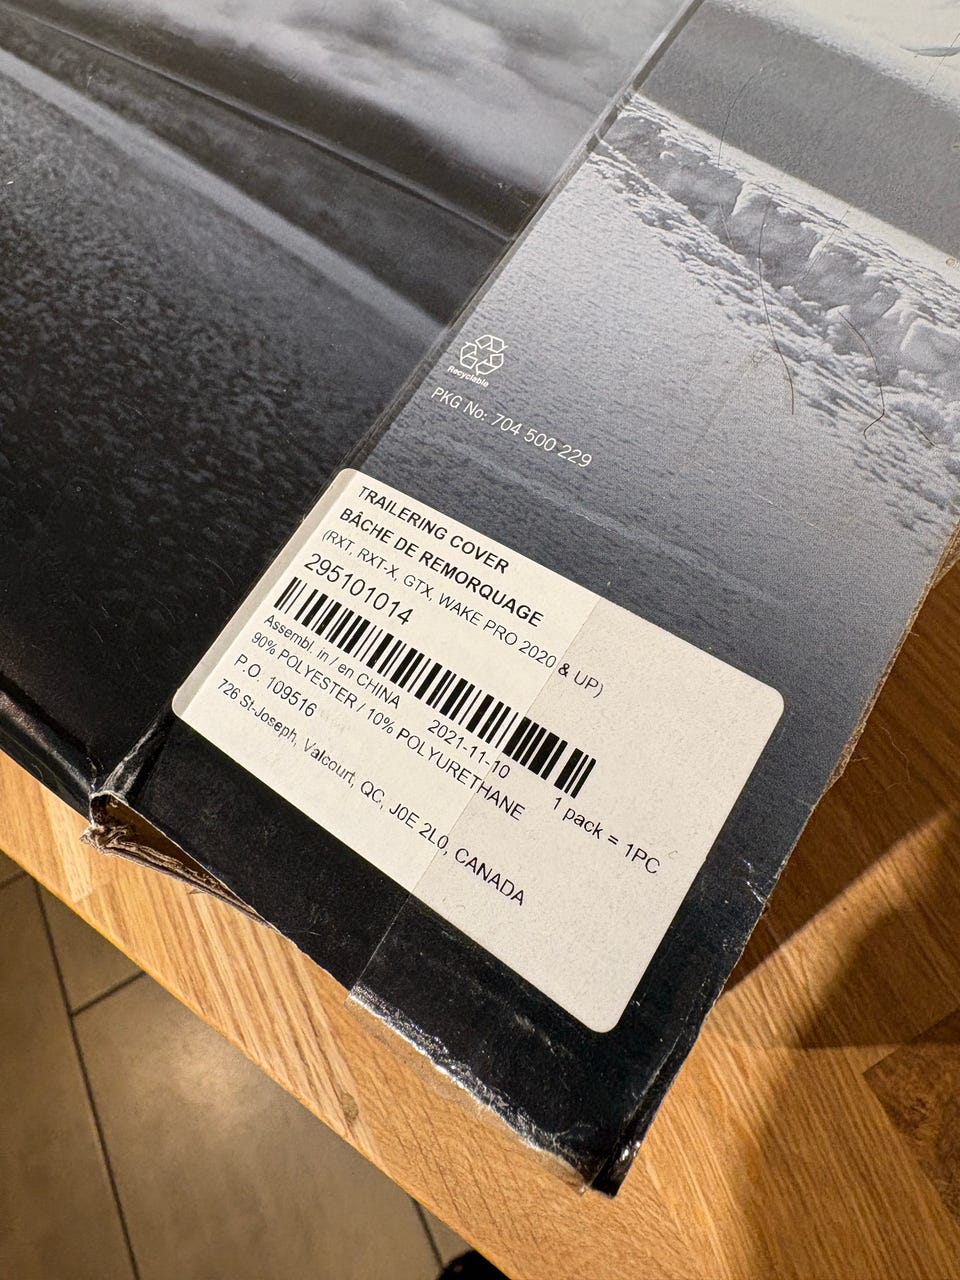 Recyclable
PKG No: 704 500 229
TRAILERING COVER
BÂCHE DE REMORQUAGE
(RXT, RXT-X, GTX, WAKE PRO 2020 & UP)
295101014
Assembl. in / en CHINA 2021-11-10 1 pack = 1PC
90% POLYESTER / 10% POLYURETHANE
P.O. 109516
726 St-Joseph, Valcourt, QC, J0E 2L0, CANADA